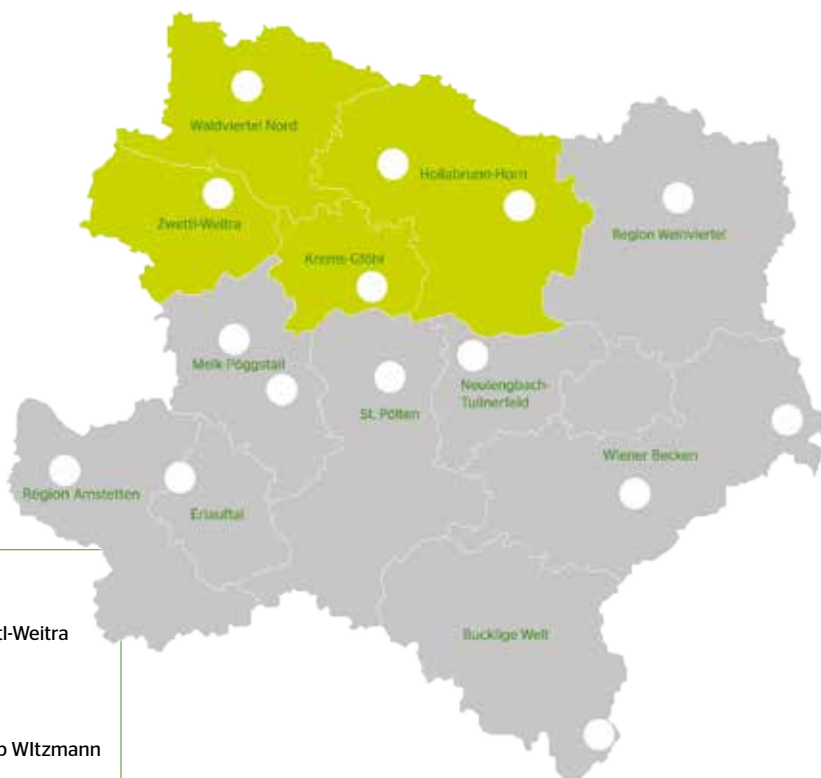 Waldviertel Nord
Hollabrunn-Horn
Zwettl-Weitra
Region Weinviertel
Krems-Gföhl
Melk-Pöggstall
St. Pölten
Neulengbach-
Tullnerfeld
Wiener Becken
Region Amstetten
Erlauftal
Bucklige Welt
tl-Weitra
o WItzmann